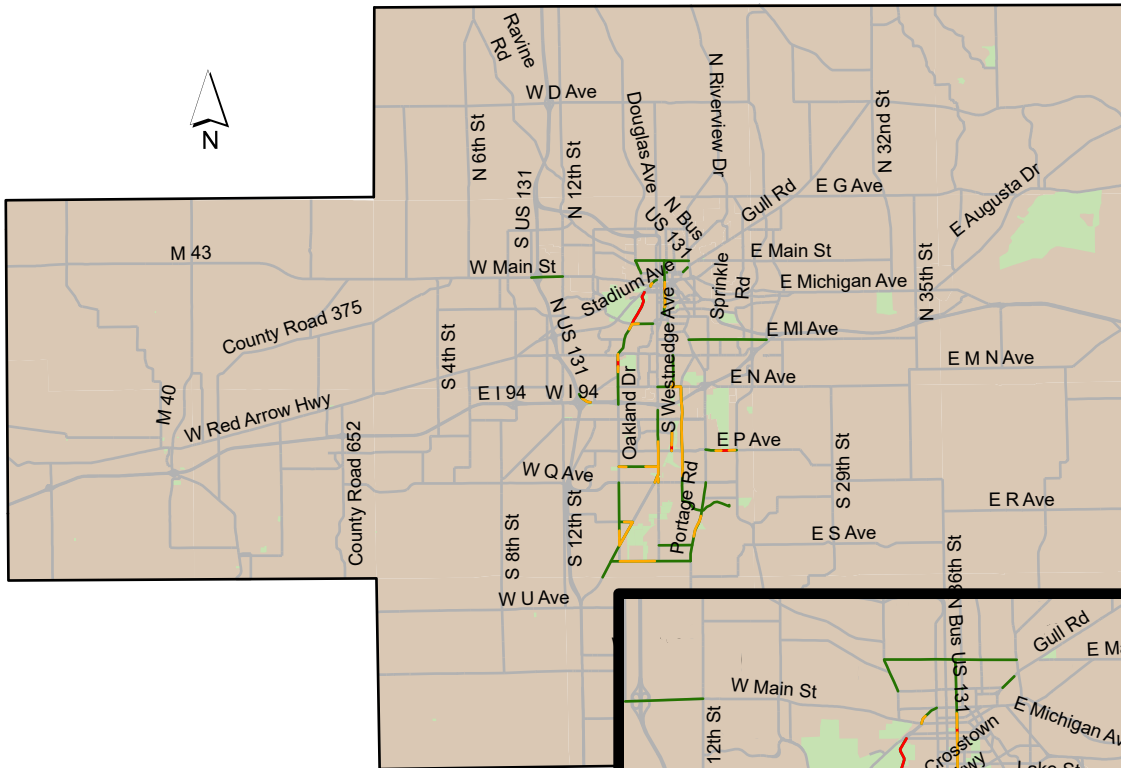 Ravine
Rd
W D Ave
N 6th St
S US 131
N 12th St
Douglas Ave
N Riverview Dr
N 32nd St
N
N Bus
US 131
Gull Rd
E G Ave
E Augusta Dr
M 43
W Main St
Stadium Ave
Sprinkle
Rd
E Main St
E Michigan Ave
N 35th St
County Road 375
S 4th St
N US 131
S Westnedge Ave
E MI Ave
E M N Ave
M 40
W Red Arrow Hwy
E I 94
W I 94
Oakland Dr
E N Ave
County Road 652
W Q Ave
E P Ave
S 29th St
Portage Rd
E R Ave
S 8th St
S 12th St
E S Ave
W U Ave
N Bus US 131
Gull Rd
W Main St
12th St
E Michigan Av
Crosstown